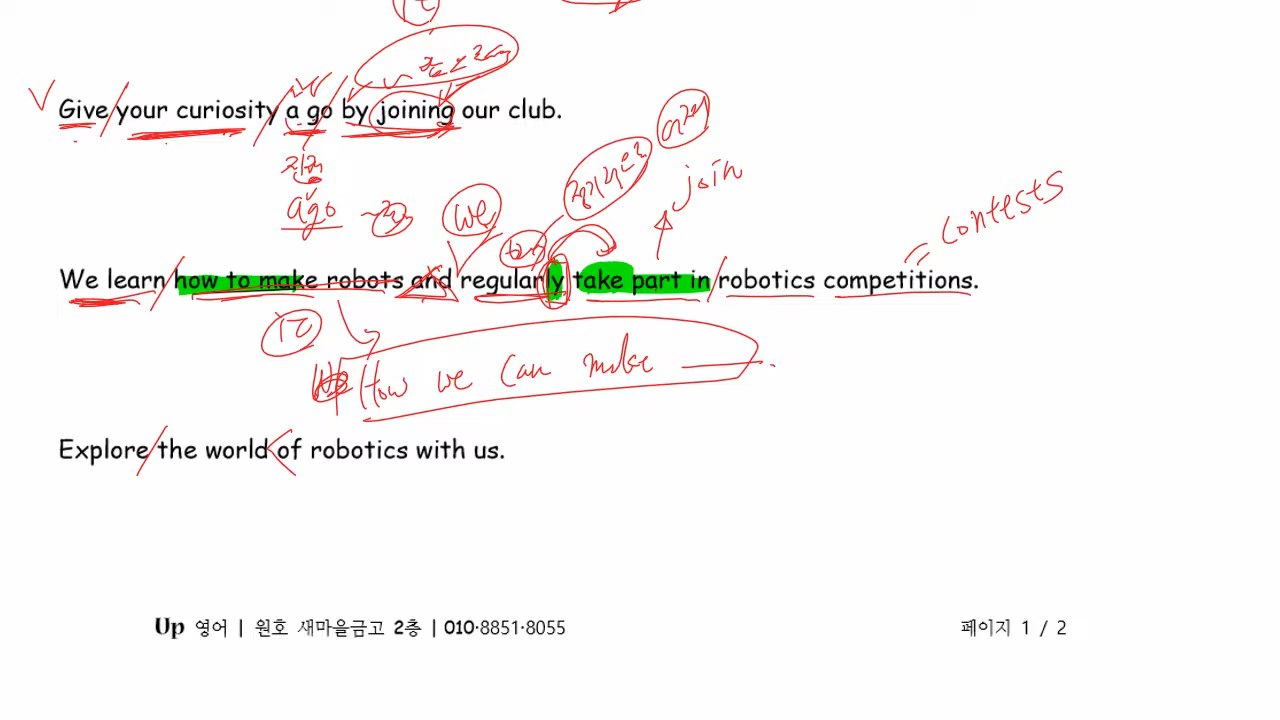 Give your curiosity a go by joining our club.
ago
we
join
contests
We learn how to make robots and regularly take part in robotics competitions.
How we can make
Explore the world of robotics with us.
Up 영어 | 원호 새마을금고 2층 | 010·8851·8055
페이지 1 / 2